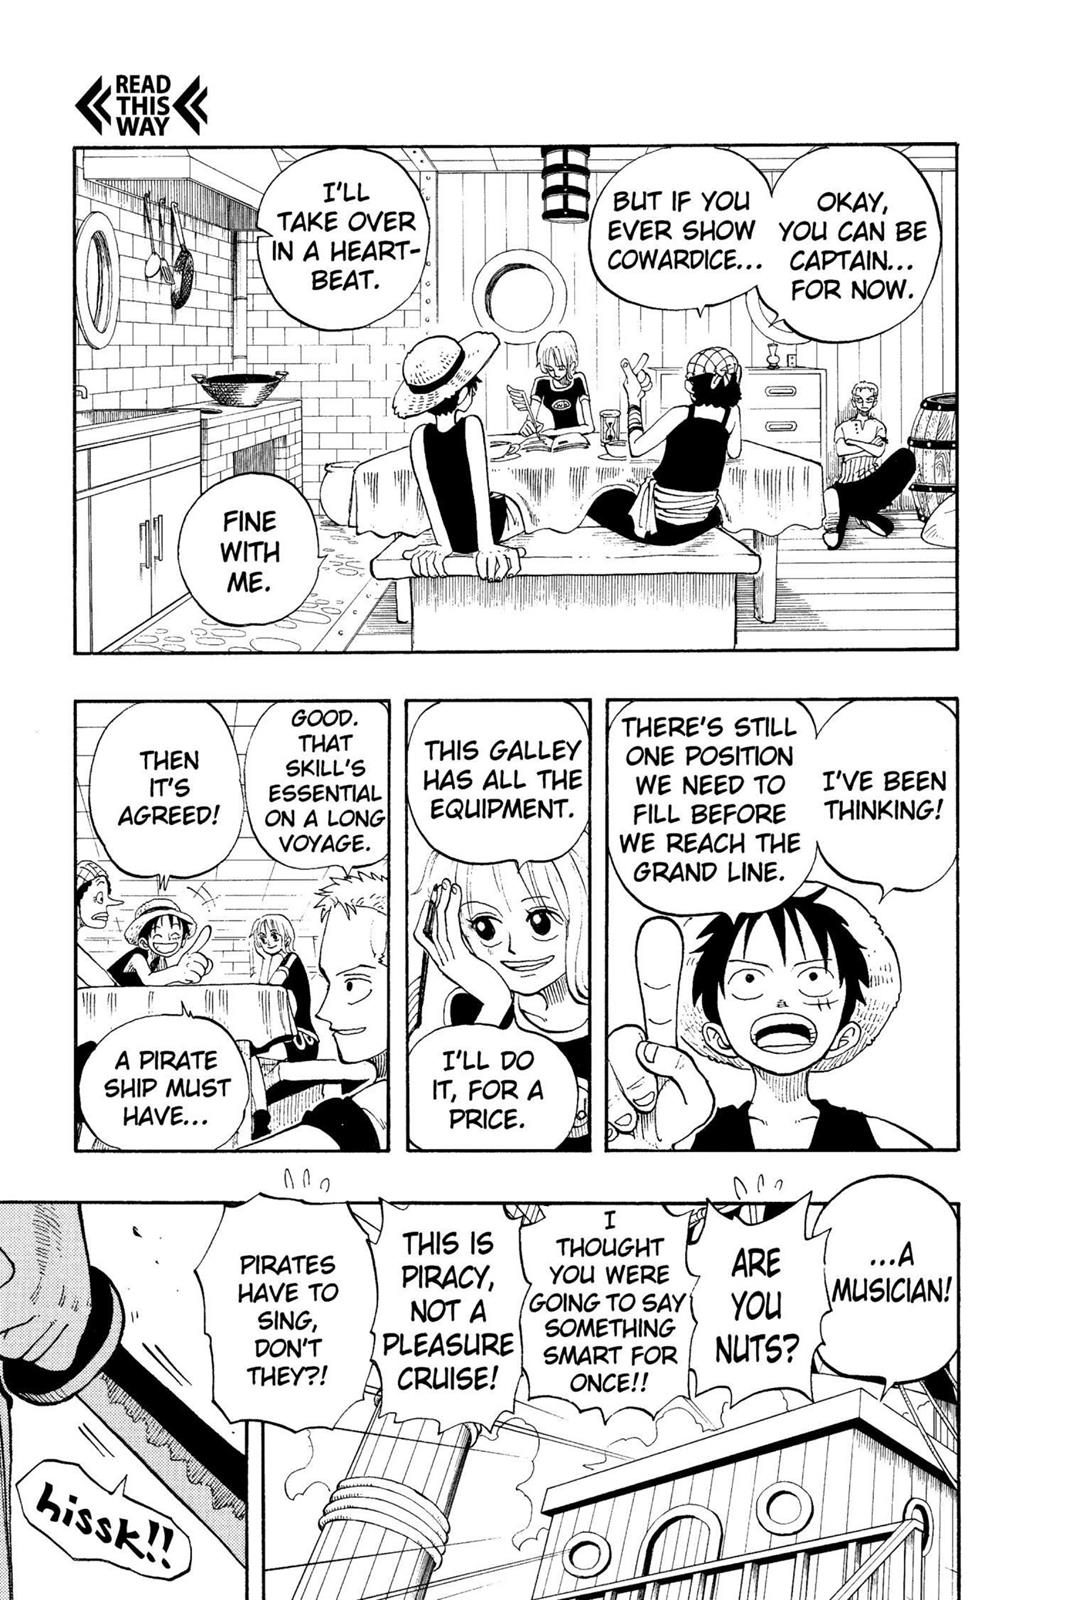 READ
THIS
WAY
OKAY,
YOU CAN BE
CAPTAIN...
FOR NOW.
BUT IF YOU
EVER SHOW
COWARDICE...
I'LL
TAKE OVER
IN A HEART-
BEAT.
FINE
WITH
ME.
I'VE BEEN
THINKING!
THERE'S STILL
ONE POSITION
WE NEED TO
FILL BEFORE
WE REACH THE
GRAND LINE.
THIS GALLEY
HAS ALL THE
EQUIPMENT.
I'LL DO
IT, FOR A
PRICE.
GOOD.
THAT
SKILL'S
ESSENTIAL
ON A LONG
VOYAGE.
THEN
IT'S
AGREED!
A PIRATE
SHIP MUST
HAVE...
...A
MUSICIAN!
ARE
YOU
NUTS?
I
THOUGHT
YOU WERE
GOING TO SAY
SOMETHING
SMART FOR
ONCE!!
THIS IS
PIRACY,
NOT A
PLEASURE
CRUISE!
PIRATES
HAVE TO
SING,
DON'T
THEY?!
hissk!!